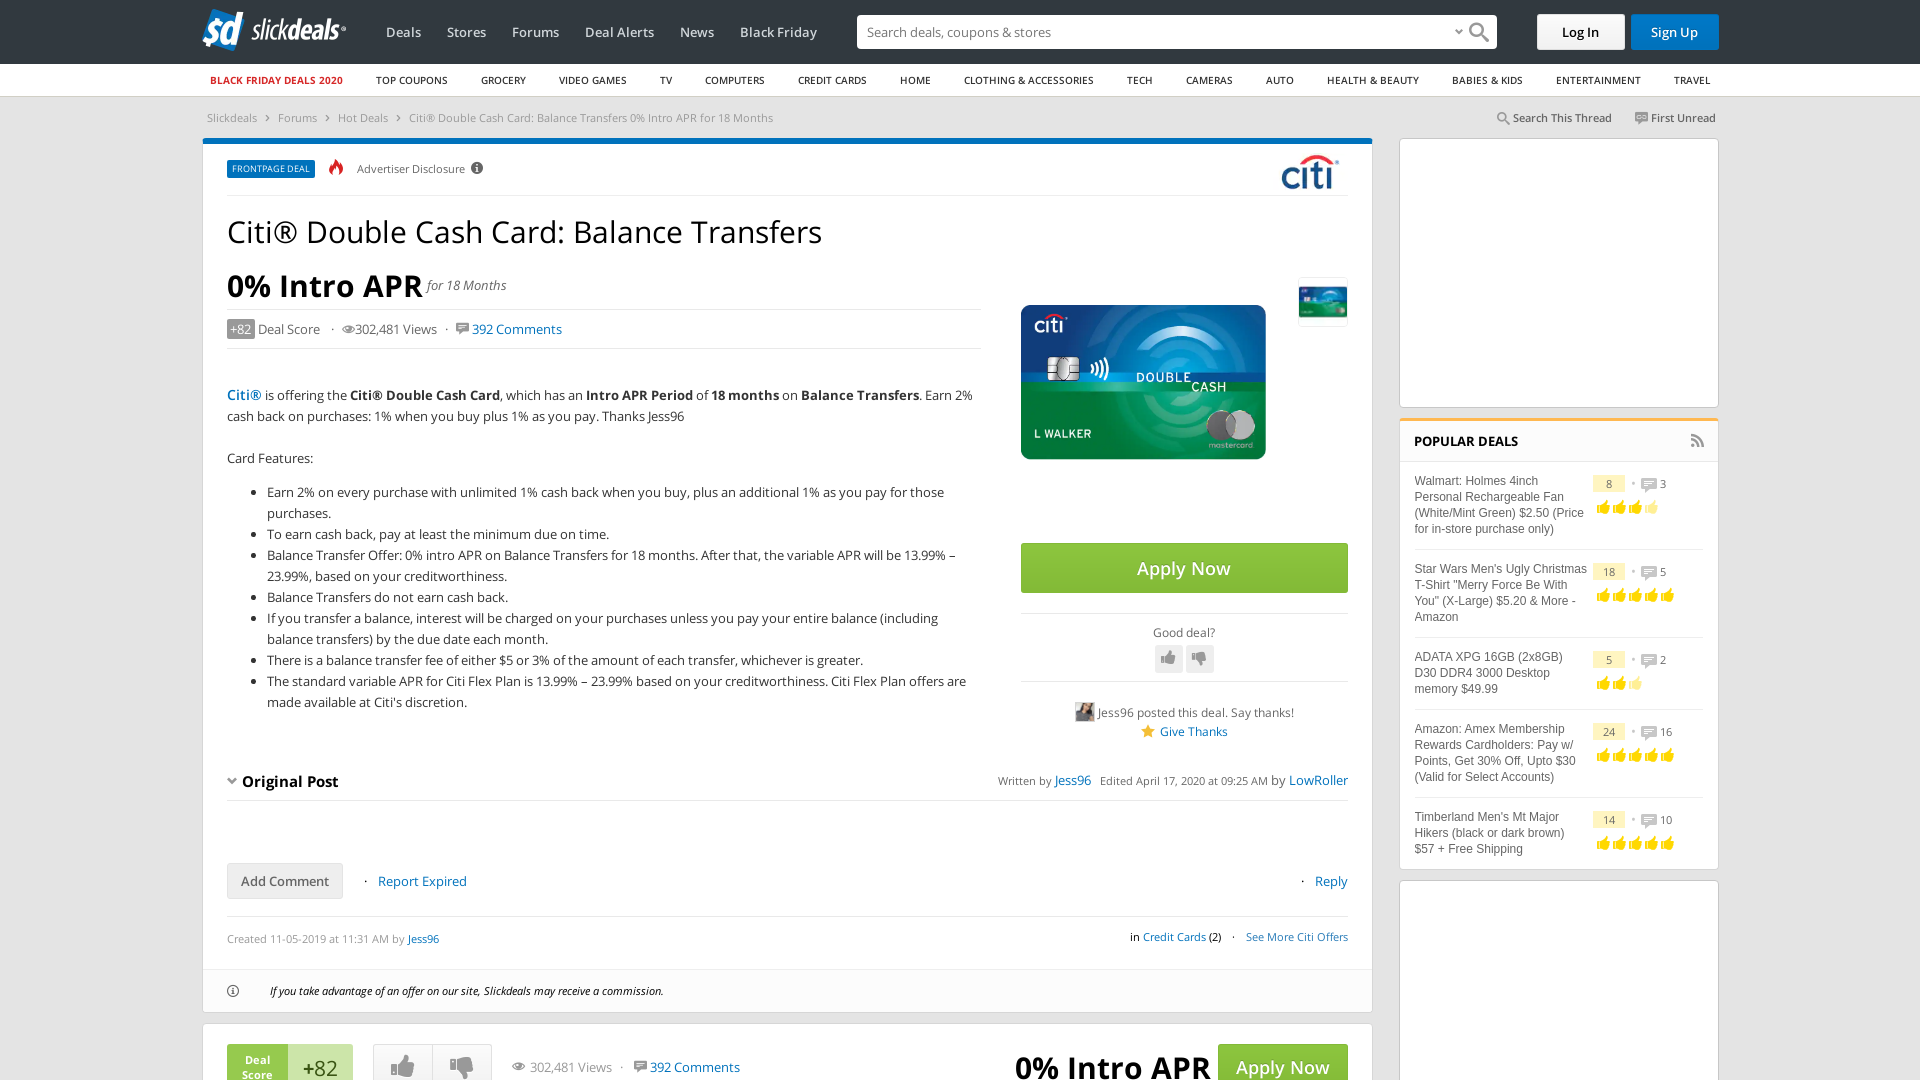 slickdeals
Deals
Stores
Forums
Deal Alerts
News
Black Friday
Search deals, coupons & stores
Log In
Sign Up
BLACK FRIDAY DEALS 2020
TOP COUPONS
GROCERY
VIDEO GAMES
TV
COMPUTERS
CREDIT CARDS
HOME
CLOTHING & ACCESSORIES
TECH
CAMERAS
AUTO
HEALTH & BEAUTY
BABIES & KIDS
ENTERTAINMENT
TRAVEL
Slickdeals › Forums › Hot Deals › Citi® Double Cash Card: Balance Transfers 0% Intro APR for 18 Months
Search This Thread
First Unread
FRONTPAGE DEAL
Advertiser Disclosure
citi
Citi® Double Cash Card: Balance Transfers
0% Intro APR for 18 Months
+82 Deal Score · 302,481 Views · 392 Comments
Citi® is offering the Citi® Double Cash Card, which has an Intro APR Period of 18 months on Balance Transfers. Earn 2%
cash back on purchases: 1% when you buy plus 1% as you pay. Thanks Jess96
Card Features:
• Earn 2% on every purchase with unlimited 1% cash back when you buy, plus an additional 1% as you pay for those
purchases.
• To earn cash back, pay at least the minimum due on time.
• Balance Transfer Offer: 0% intro APR on Balance Transfers for 18 months. After that, the variable APR will be 13.99% –
23.99%, based on your creditworthiness.
• Balance Transfers do not earn cash back.
• If you transfer a balance, interest will be charged on your purchases unless you pay your entire balance (including
balance transfers) by the due date each month.
• There is a balance transfer fee of either $5 or 3% of the amount of each transfer, whichever is greater.
• The standard variable APR for Citi Flex Plan is 13.99% – 23.99% based on your creditworthiness. Citi Flex Plan offers are
made available at Citi's discretion.
citi
DOUBLE
CASH
L WALKER
mastercard
Apply Now
Good deal?
Jess96 posted this deal. Say thanks!
Give Thanks
Original Post
Written by Jess96 Edited April 17, 2020 at 09:25 AM by LowRoller
Add Comment
· Report Expired
· Reply
Created 11-05-2019 at 11:31 AM by Jess96
in Credit Cards (2) · See More Citi Offers
If you take advantage of an offer on our site, Slickdeals may receive a commission.
Deal
Score
+82
302,481 Views · 392 Comments
0% Intro APR
Apply Now
POPULAR DEALS
Walmart: Holmes 4inch
Personal Rechargeable Fan
(White/Mint Green) $2.50 (Price
for in-store purchase only)
8 • 3
Star Wars Men's Ugly Christmas
T-Shirt "Merry Force Be With
You" (X-Large) $5.20 & More -
Amazon
18 • 5
ADATA XPG 16GB (2x8GB)
D30 DDR4 3000 Desktop
memory $49.99
5 • 2
Amazon: Amex Membership
Rewards Cardholders: Pay w/
Points, Get 30% Off, Upto $30
(Valid for Select Accounts)
24 • 16
Timberland Men's Mt Major
Hikers (black or dark brown)
$57 + Free Shipping
14 • 10